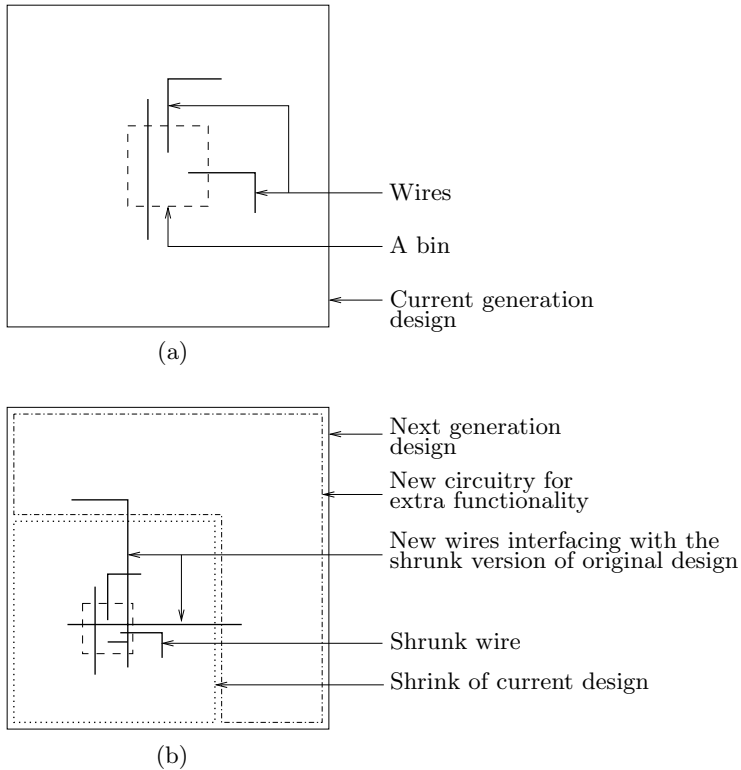 Wires
A bin
Current generation
design
(a)
Next generation
design
New circuitry for
extra functionality
New wires interfacing with the
shrunk version of original design
Shrunk wire
Shrink of current design
(b)